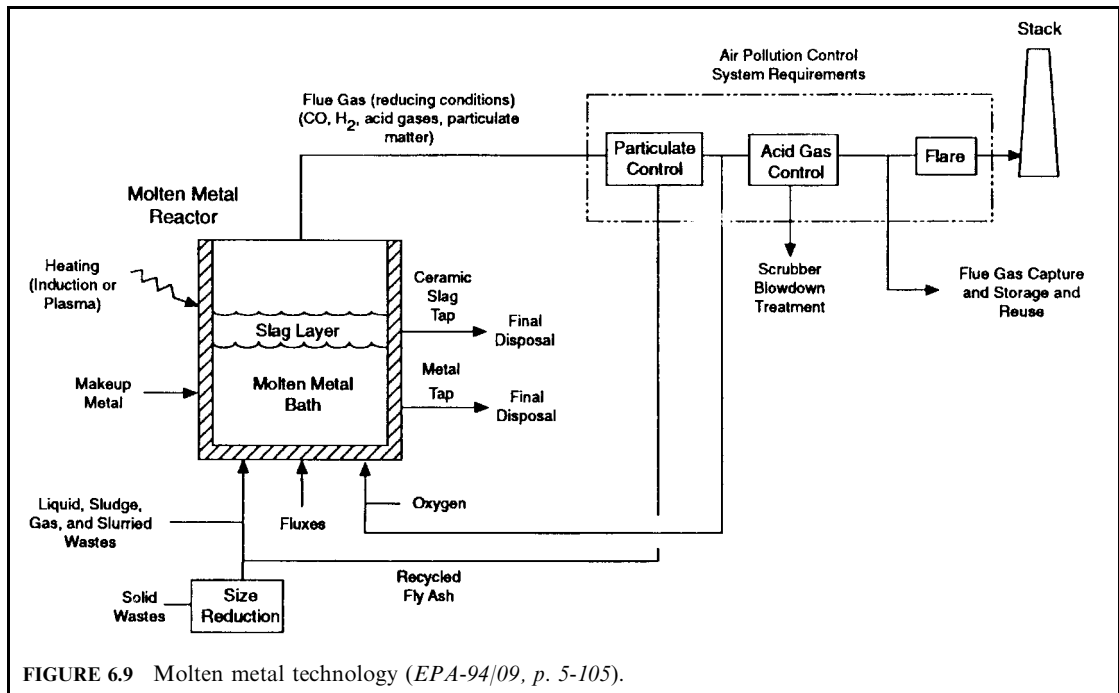 Stack
Air Pollution Control
System Requirements
Flue Gas (reducing conditions)
(CO, H2, acid gases, particulate
matter)
Particulate
Control
Acid Gas
Control
Flare
Molten Metal
Reactor
Heating
(Induction or
Plasma)
Ceramic
Slag
Tap
Scrubber
Blowdown
Treatment
Flue Gas Capture
and Storage and
Reuse
Slag Layer
Final
Disposal
Makeup
Metal
Molten Metal
Bath
Metal
Tap
Final
Disposal
Liquid, Sludge,
Gas, and Slurried
Wastes
Fluxes
Oxygen
Recycled
Fly Ash
Solid
Wastes
Size
Reduction
FIGURE 6.9 Molten metal technology (EPA-94/09, p. 5-105).